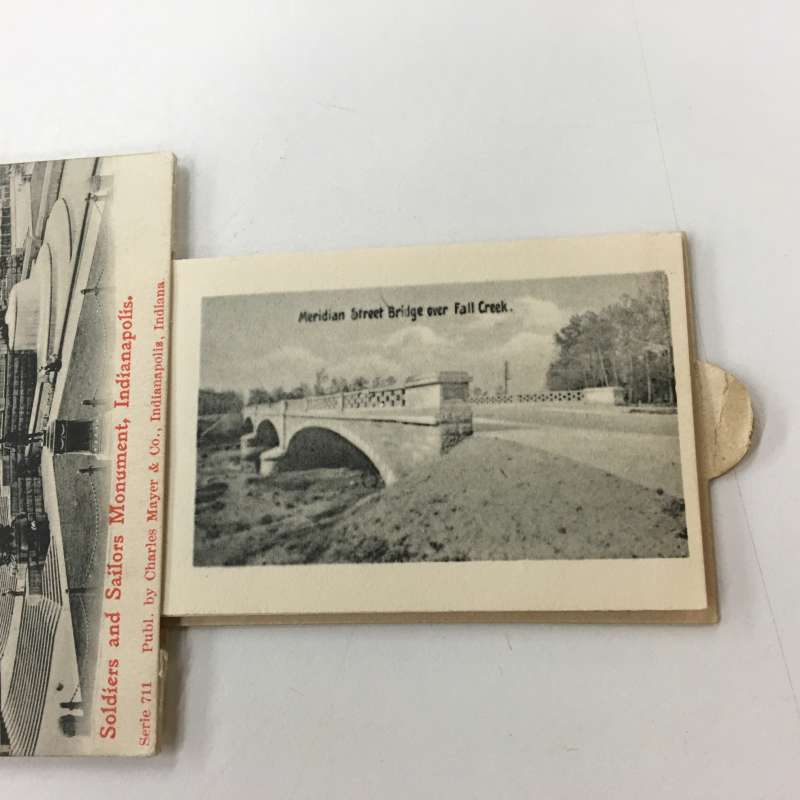 Soldiers and Sailors Monument, Indianapolis.
Serie 711 Publ. by Charles Mayer & Co., Indianapolis, Indiana.
Meridian Street Bridge over Fall Creek.